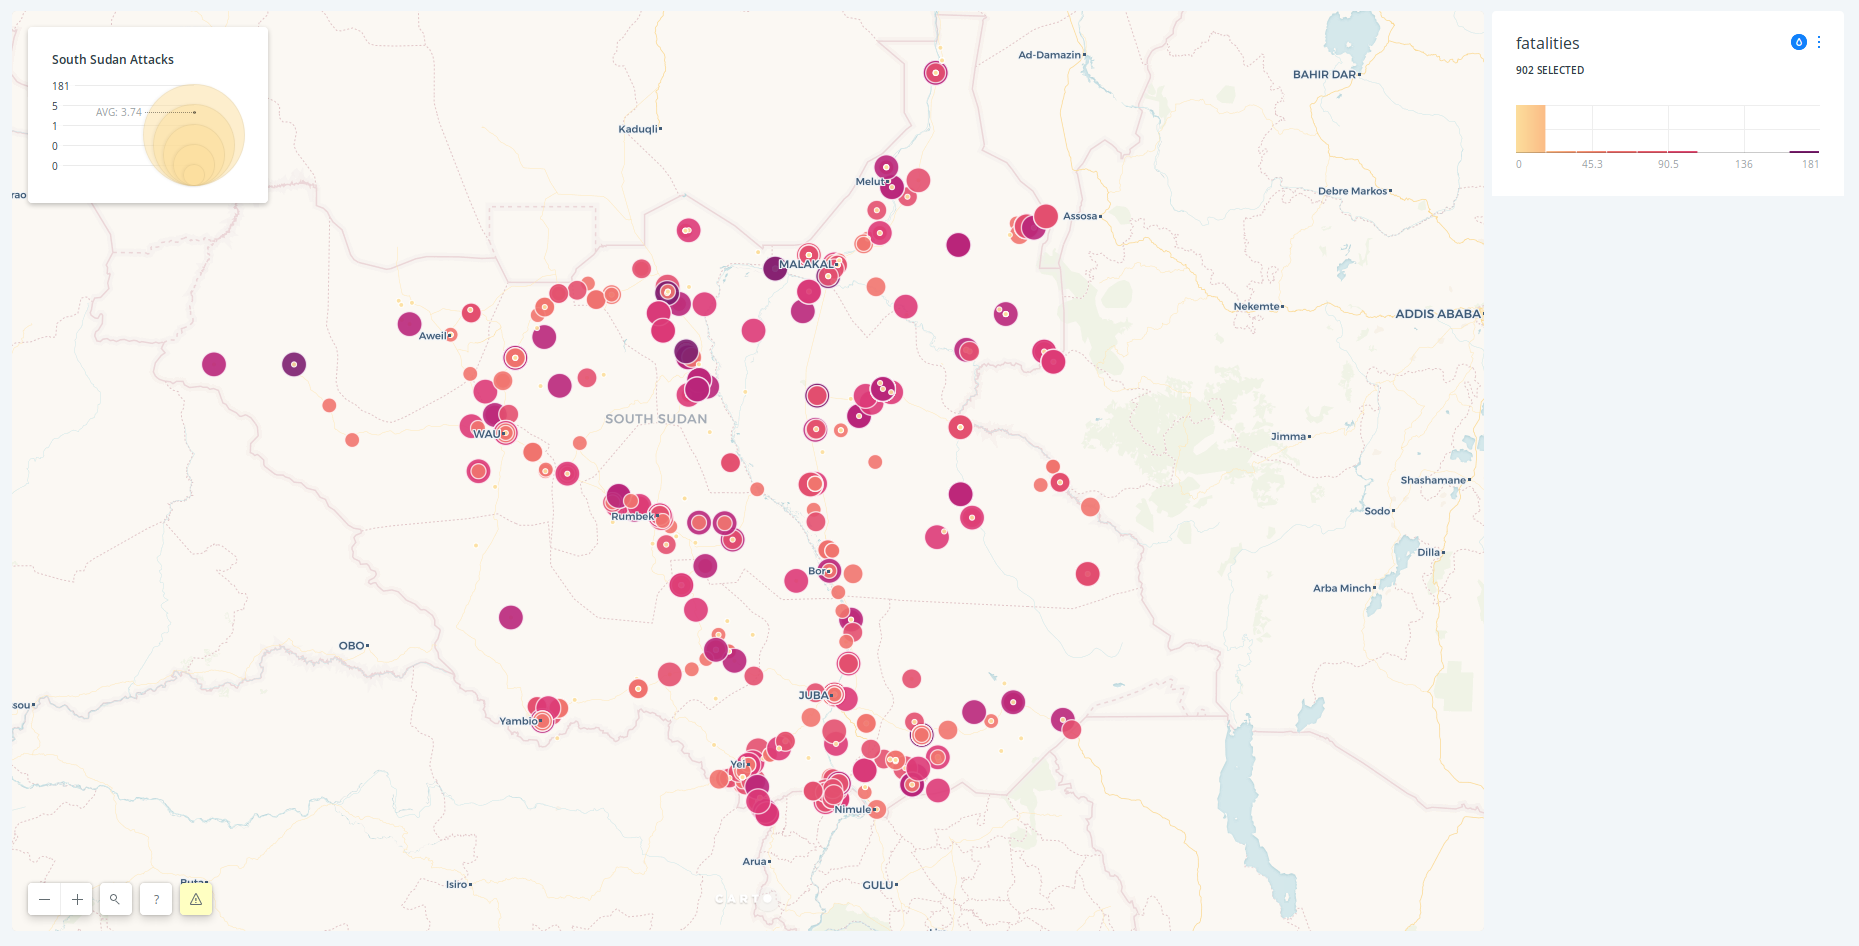 South Sudan Attacks
181
5
AVG: 3.74
1
0
0
fatalities
902 SELECTED
0 45.3 90.5 136 181
Ad-Damazin
BAHIR DAR
Kaduqli
Melut
Debre Markos
rao
Assosa
MALAKAL
Nekemte
ADDIS ABABA
Aweil
SOUTH SUDAN
WAU
Jimma
Shashamane
Rumbek
Sodo
Dilla
Bor
Arba Minch
OBO
JUBA
sou
Yambio
Yei
Nimule
Arua
Buta
Isiro
GULU
CARTO
?